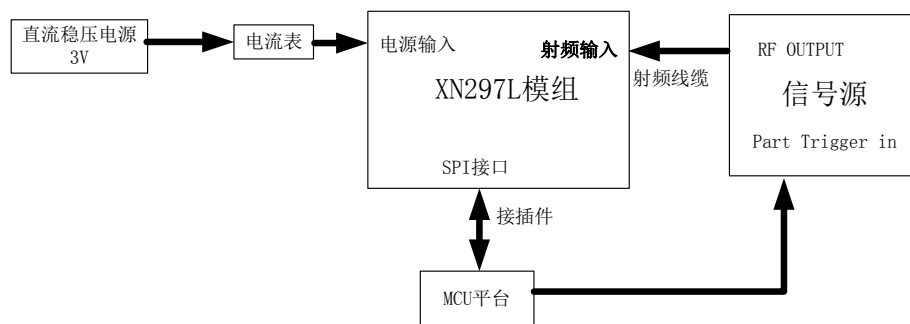 直流稳压电源
3V
电流表
电源输入
射频输入
XN297L模组
SPI接口
射频线缆
RF OUTPUT
信号源
Part Trigger in
接插件
MCU平台